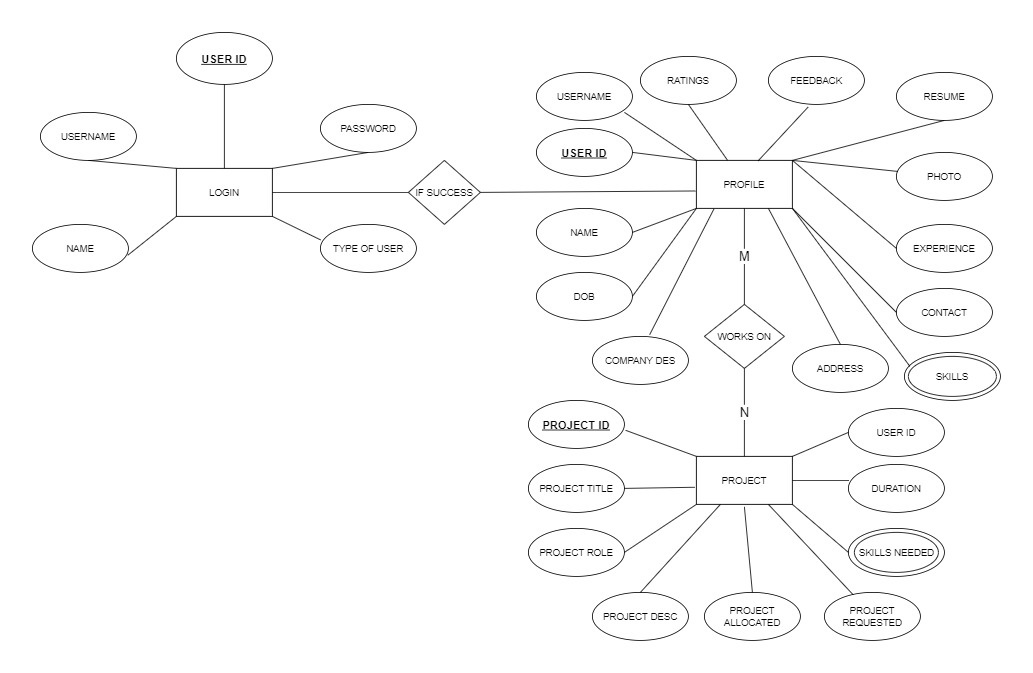 USER ID
USERNAME
PASSWORD
LOGIN
NAME
TYPE OF USER
IF SUCCESS
USERNAME
RATINGS
FEEDBACK
RESUME
USER ID
PROFILE
PHOTO
NAME
EXPERIENCE
DOB
CONTACT
COMPANY DES
ADDRESS
SKILLS
M
WORKS ON
N
PROJECT ID
USER ID
PROJECT
PROJECT TITLE
DURATION
PROJECT ROLE
SKILLS NEEDED
PROJECT DESC
PROJECT
ALLOCATED
PROJECT
REQUESTED